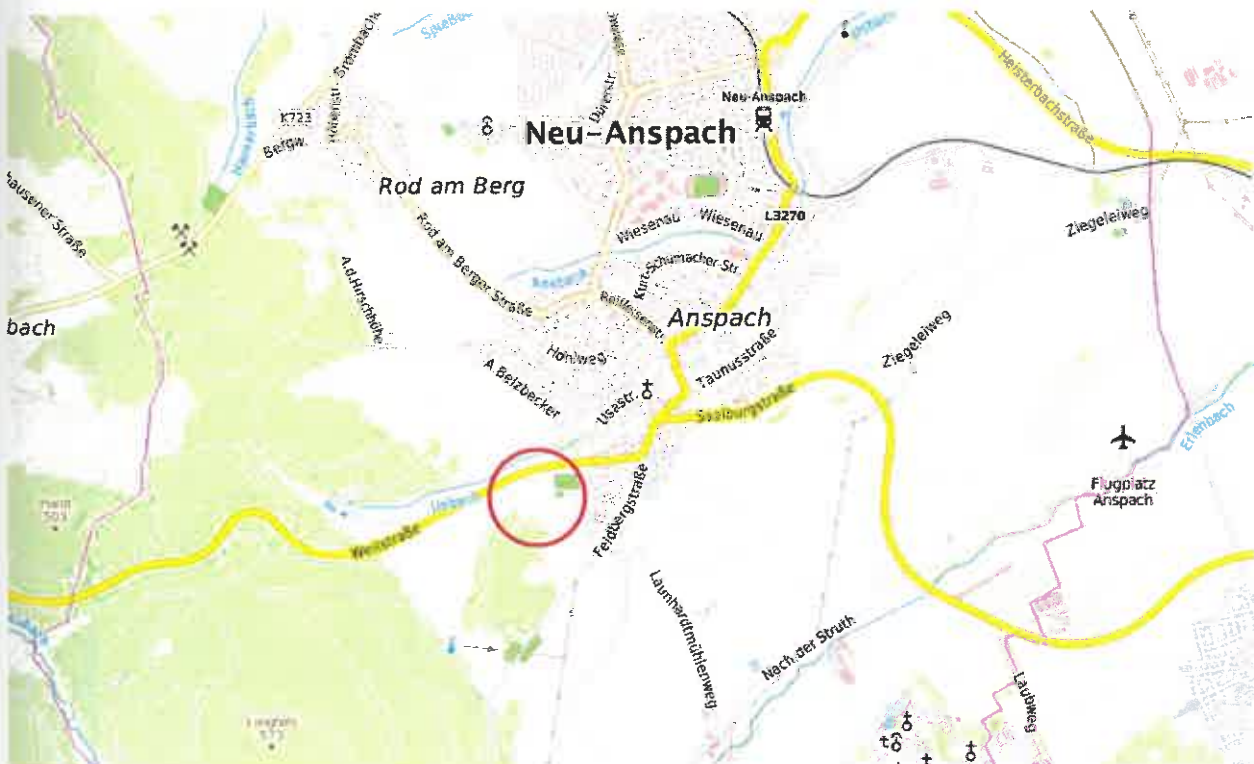 Heisterbachstraße
K723
Bergw.
Neu-Anspach
Neu-Anspach
Dürerstr.
Rod am Berg
hausener Straße
Wiesenau
Wiesenau
L3270
Ziegeleiweg
Rod am Berger Straße
Kurt-Schumacher-Str.
A.d.Hirschhöhe
bach
Anspach
Hohlweg
Taunusstraße
Ziegeleiweg
A. Belzbecker
Usastr.
Saalburgstraße
Erlenbach
Flugplatz
Anspach
Feldbergstraße
Weilstraße
Launhardtmühlenweg
Nach der Struth
Laubweg